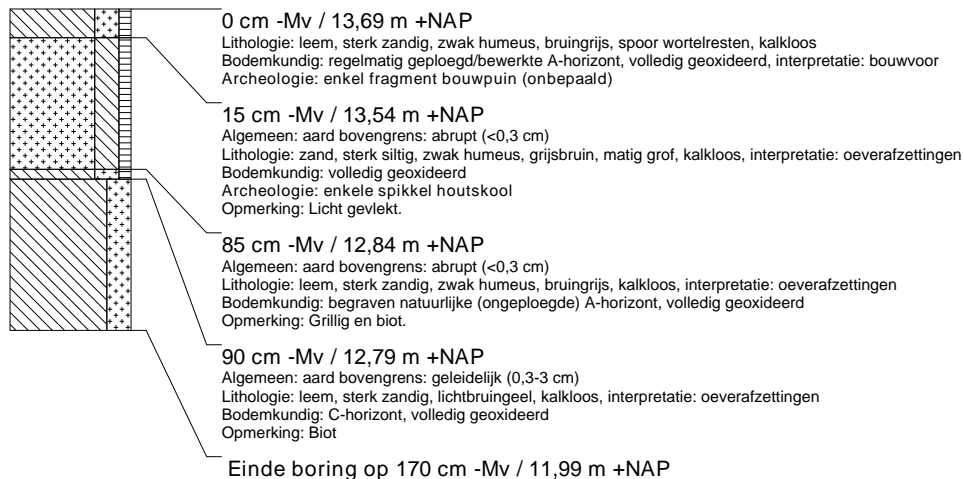 0 cm -Mv / 13,69 m +NAP
Lithologie: leem, sterk zandig, zwak humeus, bruingrijs, spoor wortelresten, kalkloos
Bodemkundig: regelmatig geploegd/bewerkte A-horizont, volledig geoxideerd, interpretatie: bouwvoor
Archeologie: enkel fragment bouwpuin (onbepaald)
15 cm -Mv / 13,54 m +NAP
Algemeen: aard bovengrens: abrupt (<0,3 cm)
Lithologie: zand, sterk siltig, zwak humeus, grijsbruin, matig grof, kalkloos, interpretatie: oeverafzettingen
Bodemkundig: volledig geoxideerd
Archeologie: enkele spikkel houtskool
Opmerking: Licht gevlekt.
85 cm -Mv / 12,84 m +NAP
Algemeen: aard bovengrens: abrupt (<0,3 cm)
Lithologie: leem, sterk zandig, zwak humeus, bruingrijs, kalkloos, interpretatie: oeverafzettingen
Bodemkundig: begraven natuurlijke (ongeploegde) A-horizont, volledig geoxideerd
Opmerking: Grillig en biot.
90 cm -Mv / 12,79 m +NAP
Algemeen: aard bovengrens: geleidelijk (0,3-3 cm)
Lithologie: leem, sterk zandig, lichtbruingeel, kalkloos, interpretatie: oeverafzettingen
Bodemkundig: C-horizont, volledig geoxideerd
Opmerking: Biot
Einde boring op 170 cm -Mv / 11,99 m +NAP